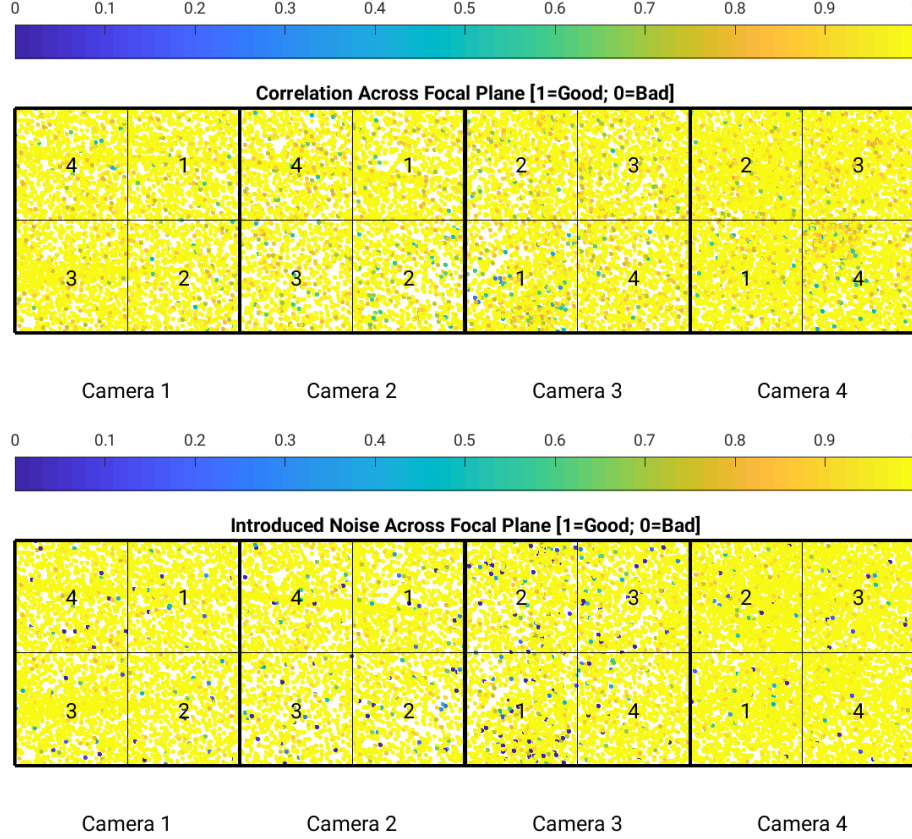 0 0.1 0.2 0.3 0.4 0.5 0.6 0.7 0.8 0.9
Correlation Across Focal Plane [1=Good; 0=Bad]
4 1 4 1 2 3 2 3
3 2 3 2 1 4 1 4
Camera 1 Camera 2 Camera 3 Camera 4
0 0.1 0.2 0.3 0.4 0.5 0.6 0.7 0.8 0.9
Introduced Noise Across Focal Plane [1=Good; 0=Bad]
4 1 4 1 2 3 2 3
3 2 3 2 1 4 1 4
Camera 1 Camera 2 Camera 3 Camera 4